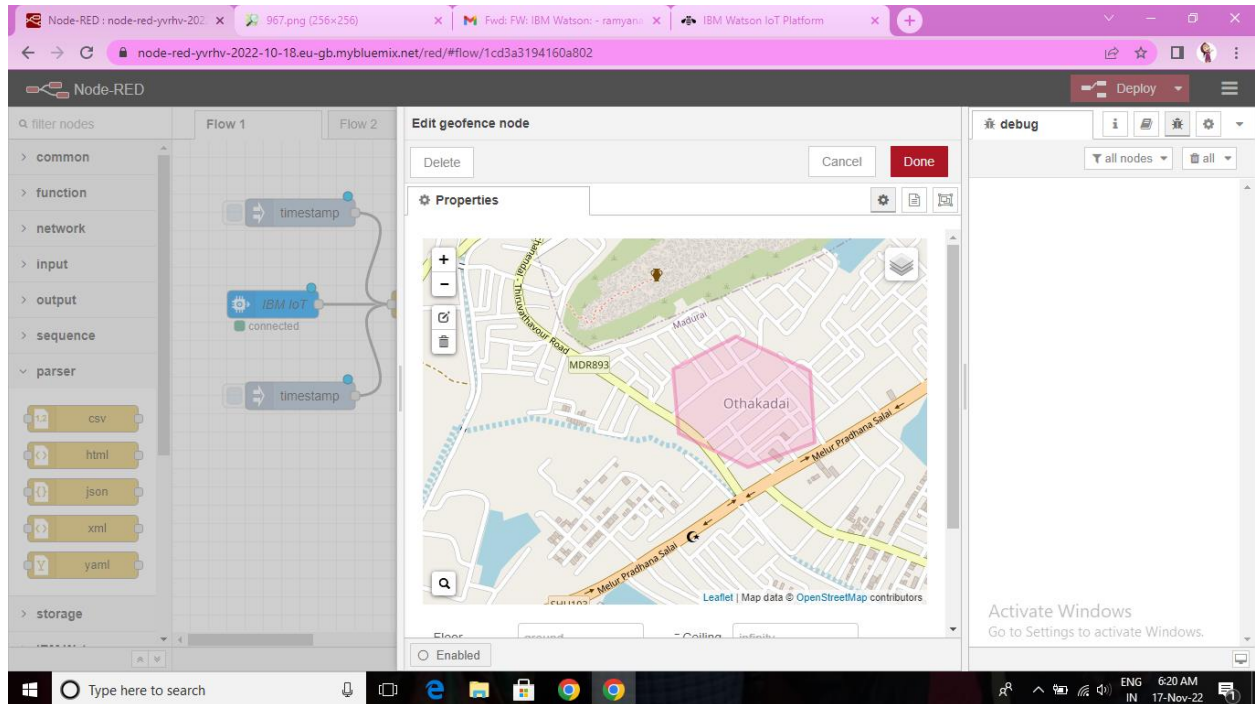 Node-RED : node-red-yvrhv-202
967.png (256×256)
Fwd: FW: IBM Watson: - ramyana
IBM Watson IoT Platform
node-red-yvrhv-2022-10-18.eu-gb.mybluemix.net/red/#flow/1cd3a3194160a802
Node-RED
Deploy
filter nodes
Flow 1
Flow 2
Edit geofence node
debug
i
common
Delete
Cancel
Done
all nodes
all
function
Properties
timestamp
network
input
output
IBM IoT
connected
sequence
parser
timestamp
csv
html
json
xml
yaml
storage
+
−
Thiruvathavour Road
Madurai
MDR893
Othakadai
Melur Pradhana Salai
Melur Pradhana Salai
Leaflet | Map data © OpenStreetMap contributors
Floor
ground
Ceiling
infinity
Enabled
Activate Windows
Go to Settings to activate Windows.
Type here to search
ENG
IN
6:20 AM
17-Nov-22